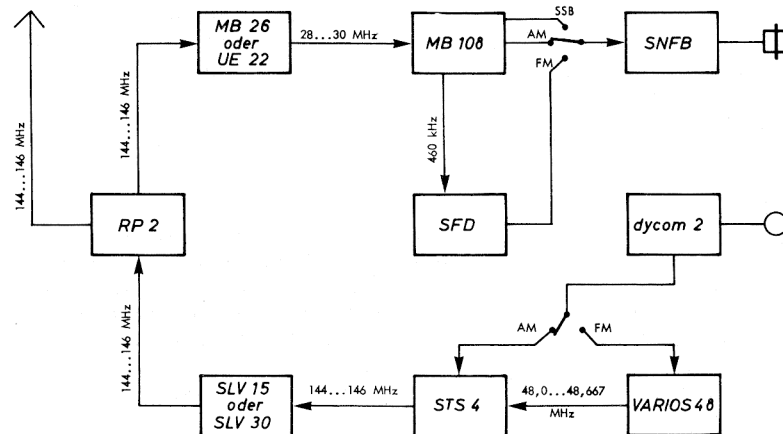 MB 26
oder
UE 22
28...30 MHz
MB 108
SSB
AM
FM
SNFB
144...146 MHz
144...146 MHz
460 kHz
RP 2
SFD
dycom 2
AM
FM
144...146 MHz
SLV 15
oder
SLV 30
144...146 MHz
STS 4
48,0...48,667
MHz
VARIOS 48